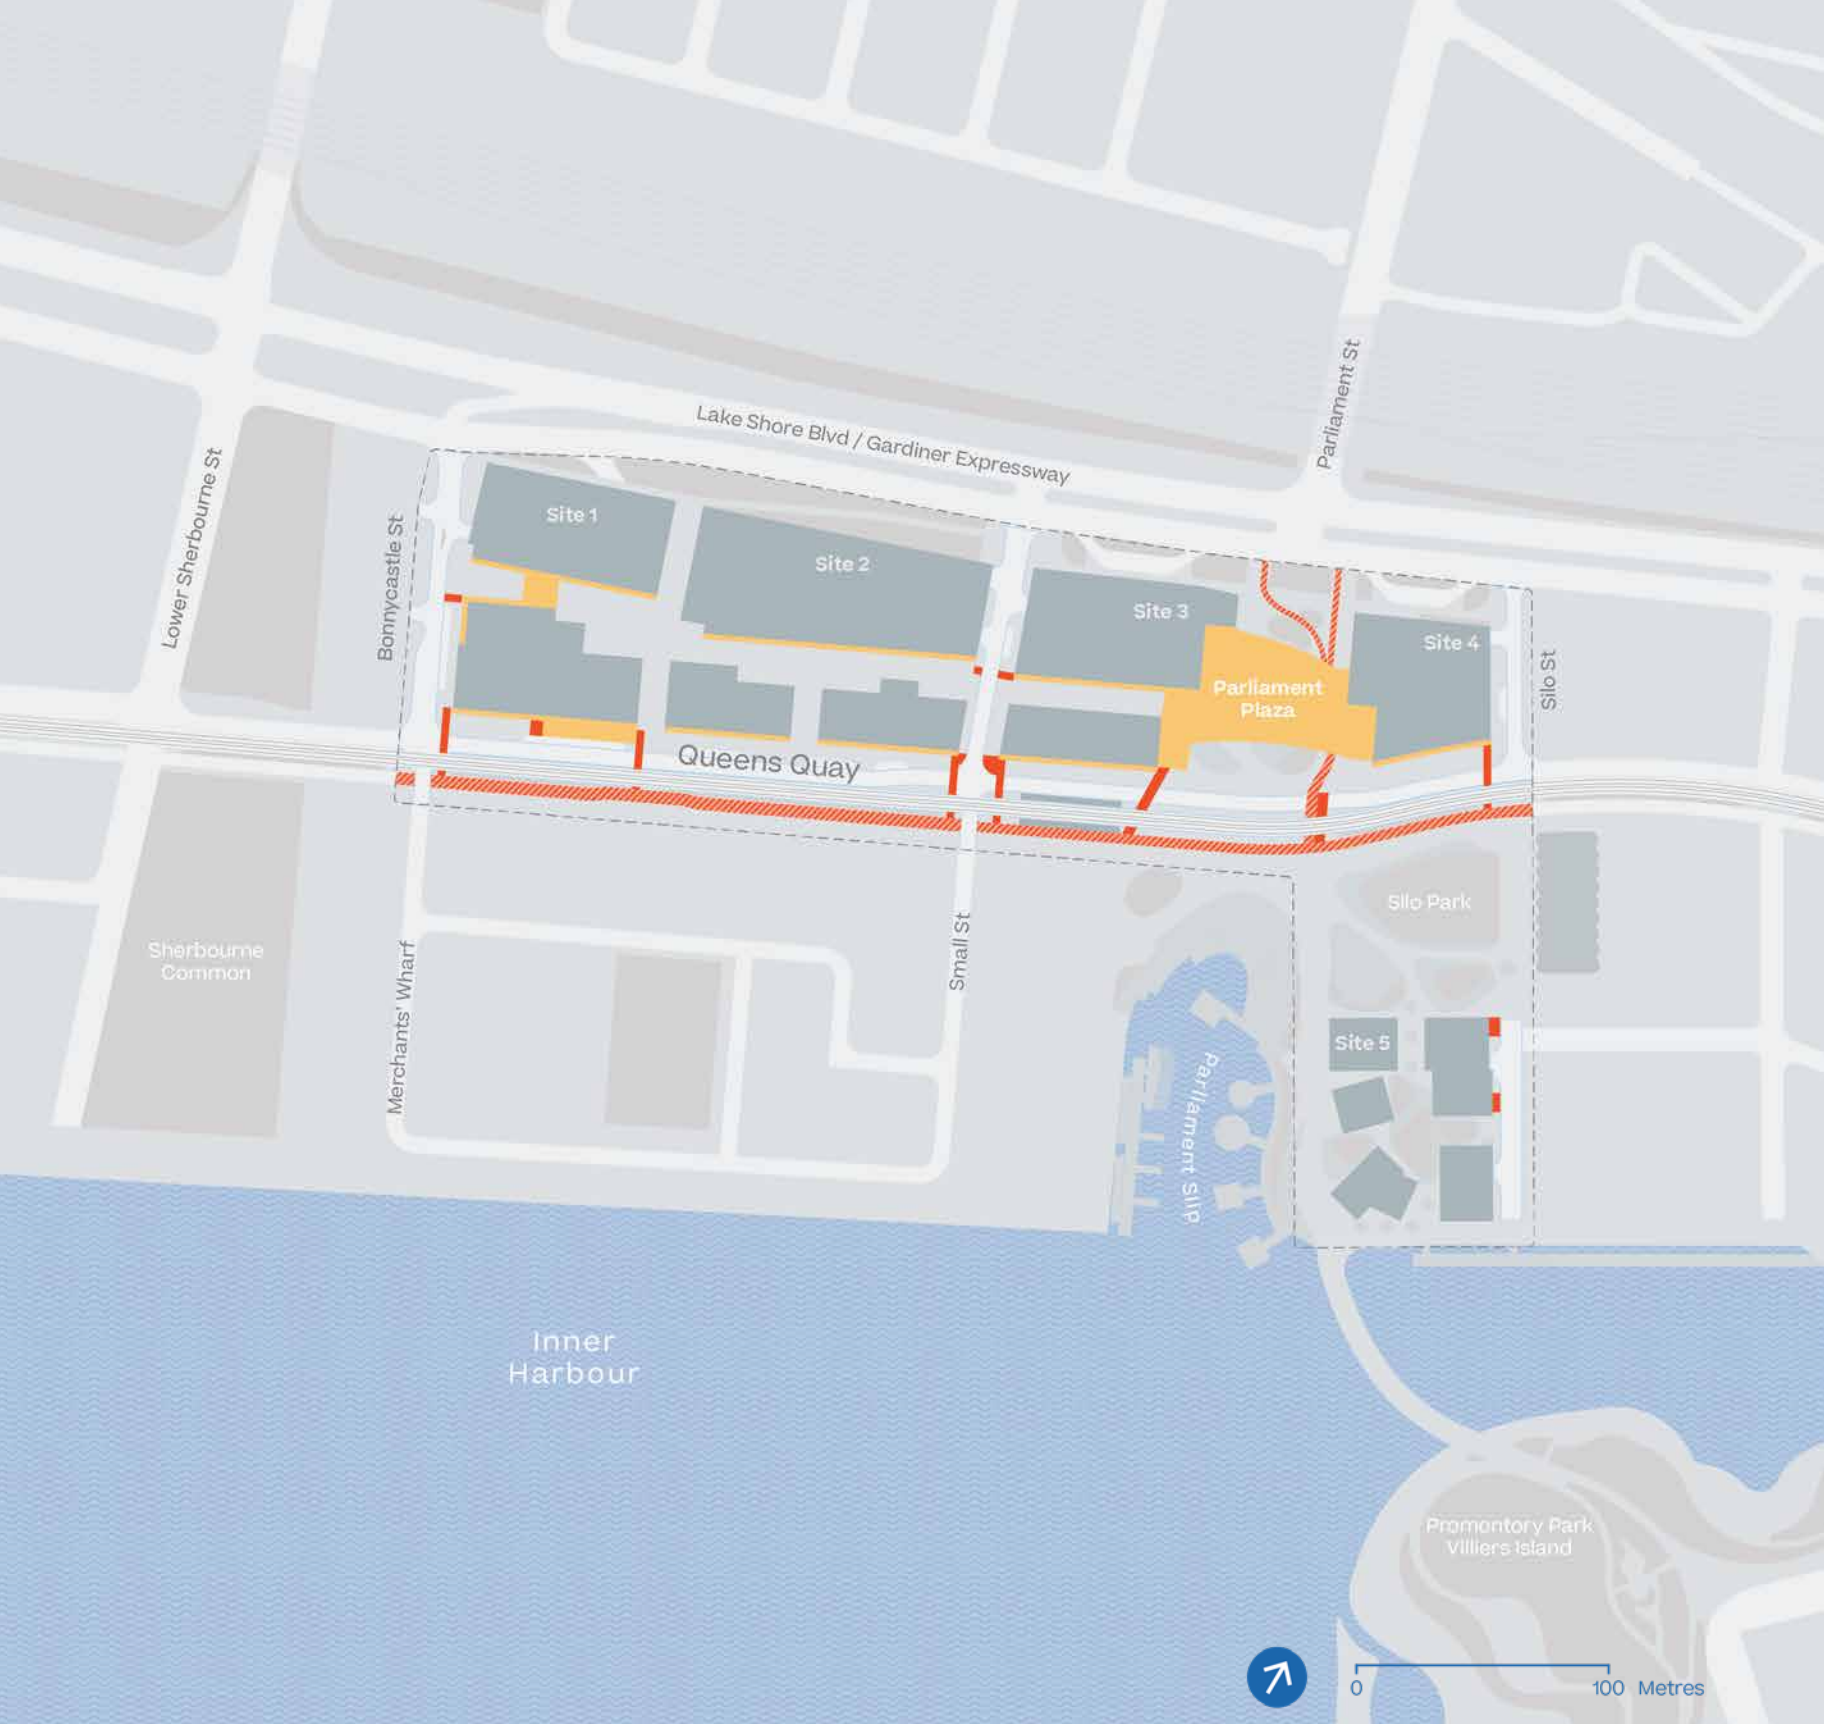 Parliament St
Lake Shore Blvd / Gardiner Expressway
Lower Sherbourne St
Bonnycastle St
Site 1
Site 2
Site 3
Site 4
Silo St
Parliament
Plaza
Queens Quay
Silo Park
Sherbourne
Common
Merchants' Wharf
Small St
Site 5
Parliament Slip
Inner
Harbour
Promontory Park
Villiers Island
0
100 Metres